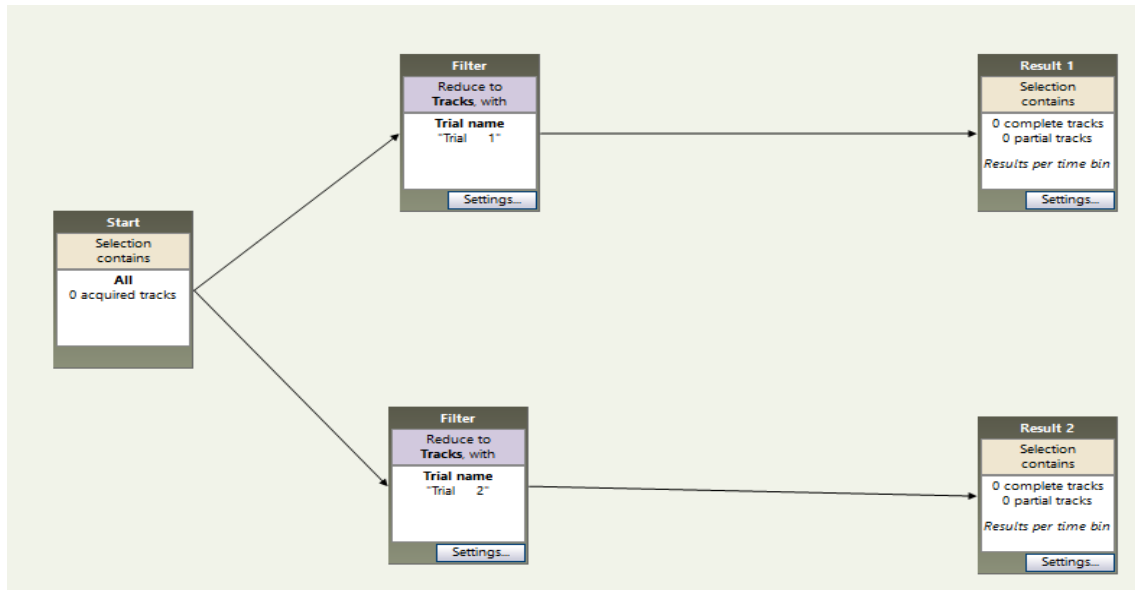 Start
Selection
contains
All
0 acquired tracks
Filter
Reduce to
Tracks, with
Trial name
"Trial     1"
Settings...
Result 1
Selection
contains
0 complete tracks
0 partial tracks
Results per time bin
Settings...
Filter
Reduce to
Tracks, with
Trial name
"Trial     2"
Settings...
Result 2
Selection
contains
0 complete tracks
0 partial tracks
Results per time bin
Settings...